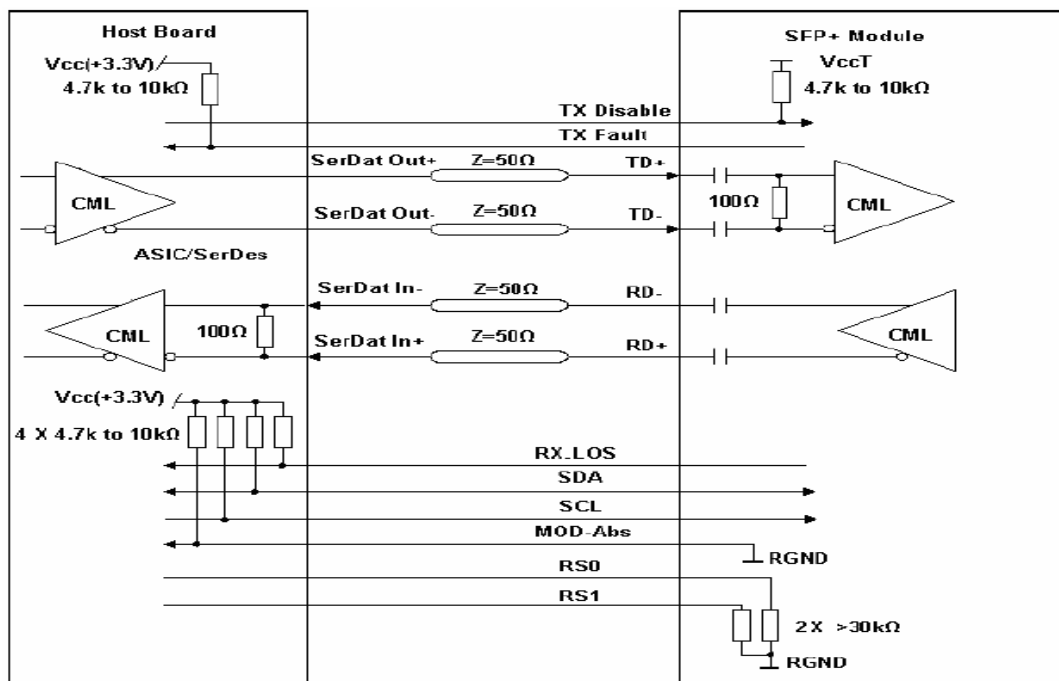 Host Board
SFP+ Module
Vcc(+3.3V)
4.7k to 10kΩ
VccT
4.7k to 10kΩ
TX Disable
TX Fault
SerDat Out+
Z=50Ω
TD+
CML
100Ω
CML
SerDat Out-
Z=50Ω
TD-
ASIC/SerDes
SerDat In-
Z=50Ω
RD-
CML
100Ω
SerDat In+
Z=50Ω
RD+
CML
Vcc(+3.3V)
4 X 4.7k to 10kΩ
RX-LOS
SDA
SCL
MOD-Abs
RGND
RS0
RS1
2X >30kΩ
RGND